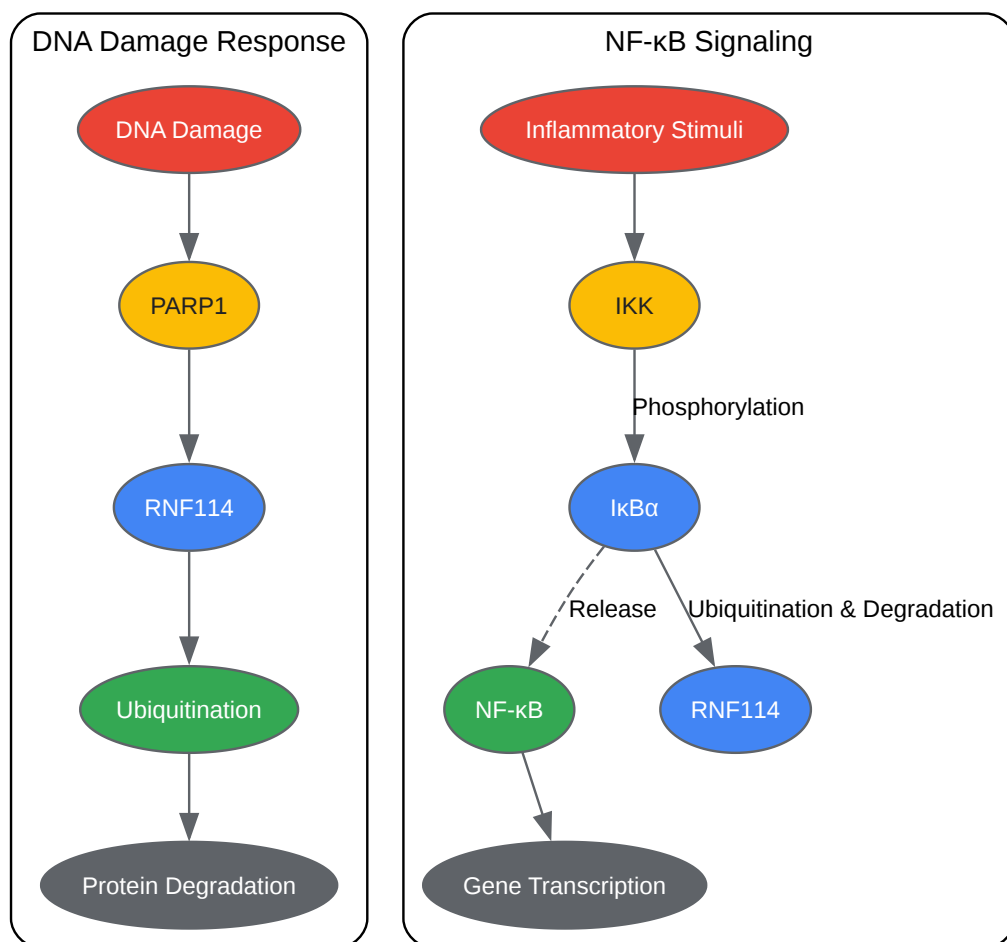 DNA Damage Response
DNA Damage
PARP1
RNF114
Ubiquitination
Protein Degradation
NF-κB Signaling
Inflammatory Stimuli
IKK
Phosphorylation
IκBα
Release
Ubiquitination & Degradation
NF-κB
RNF114
Gene Transcription